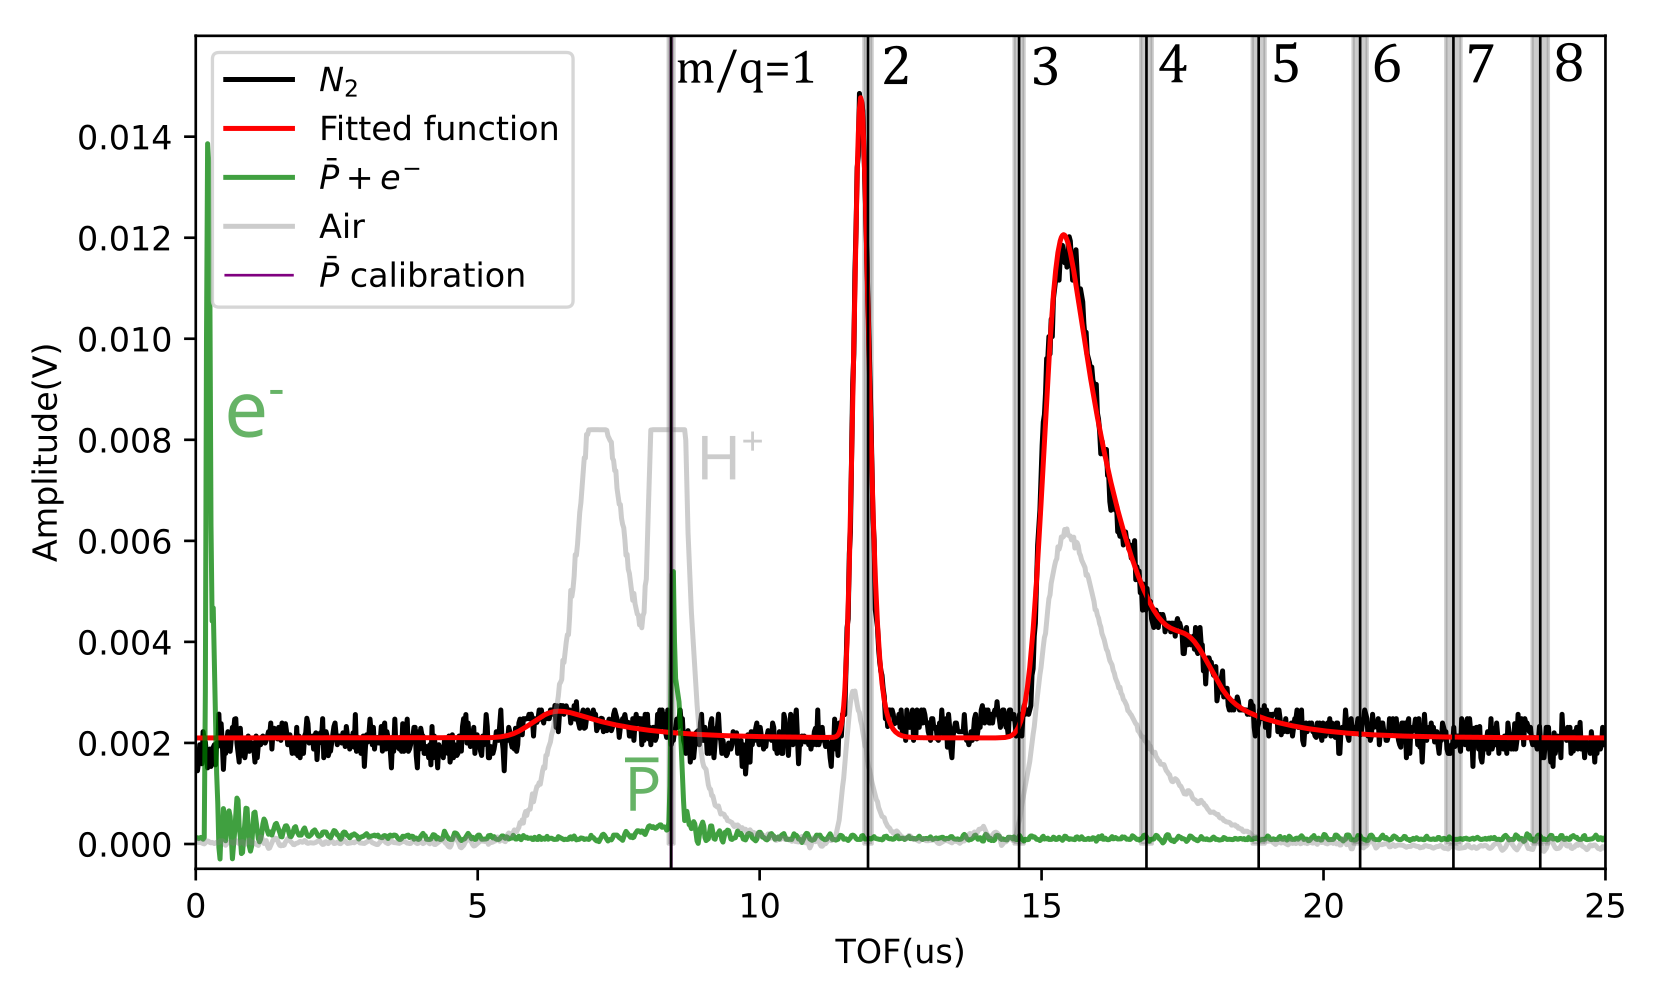 m/q=1 2 3 4 5 6 7 8
N₂
Fitted function
P̄ + e⁻
Air
P̄ calibration
0.014
0.012
0.010
0.008
0.006
0.004
0.002
0.000
Amplitude(V)
e⁻
H⁺
P̄
0 5 10 15 20 25
TOF(us)